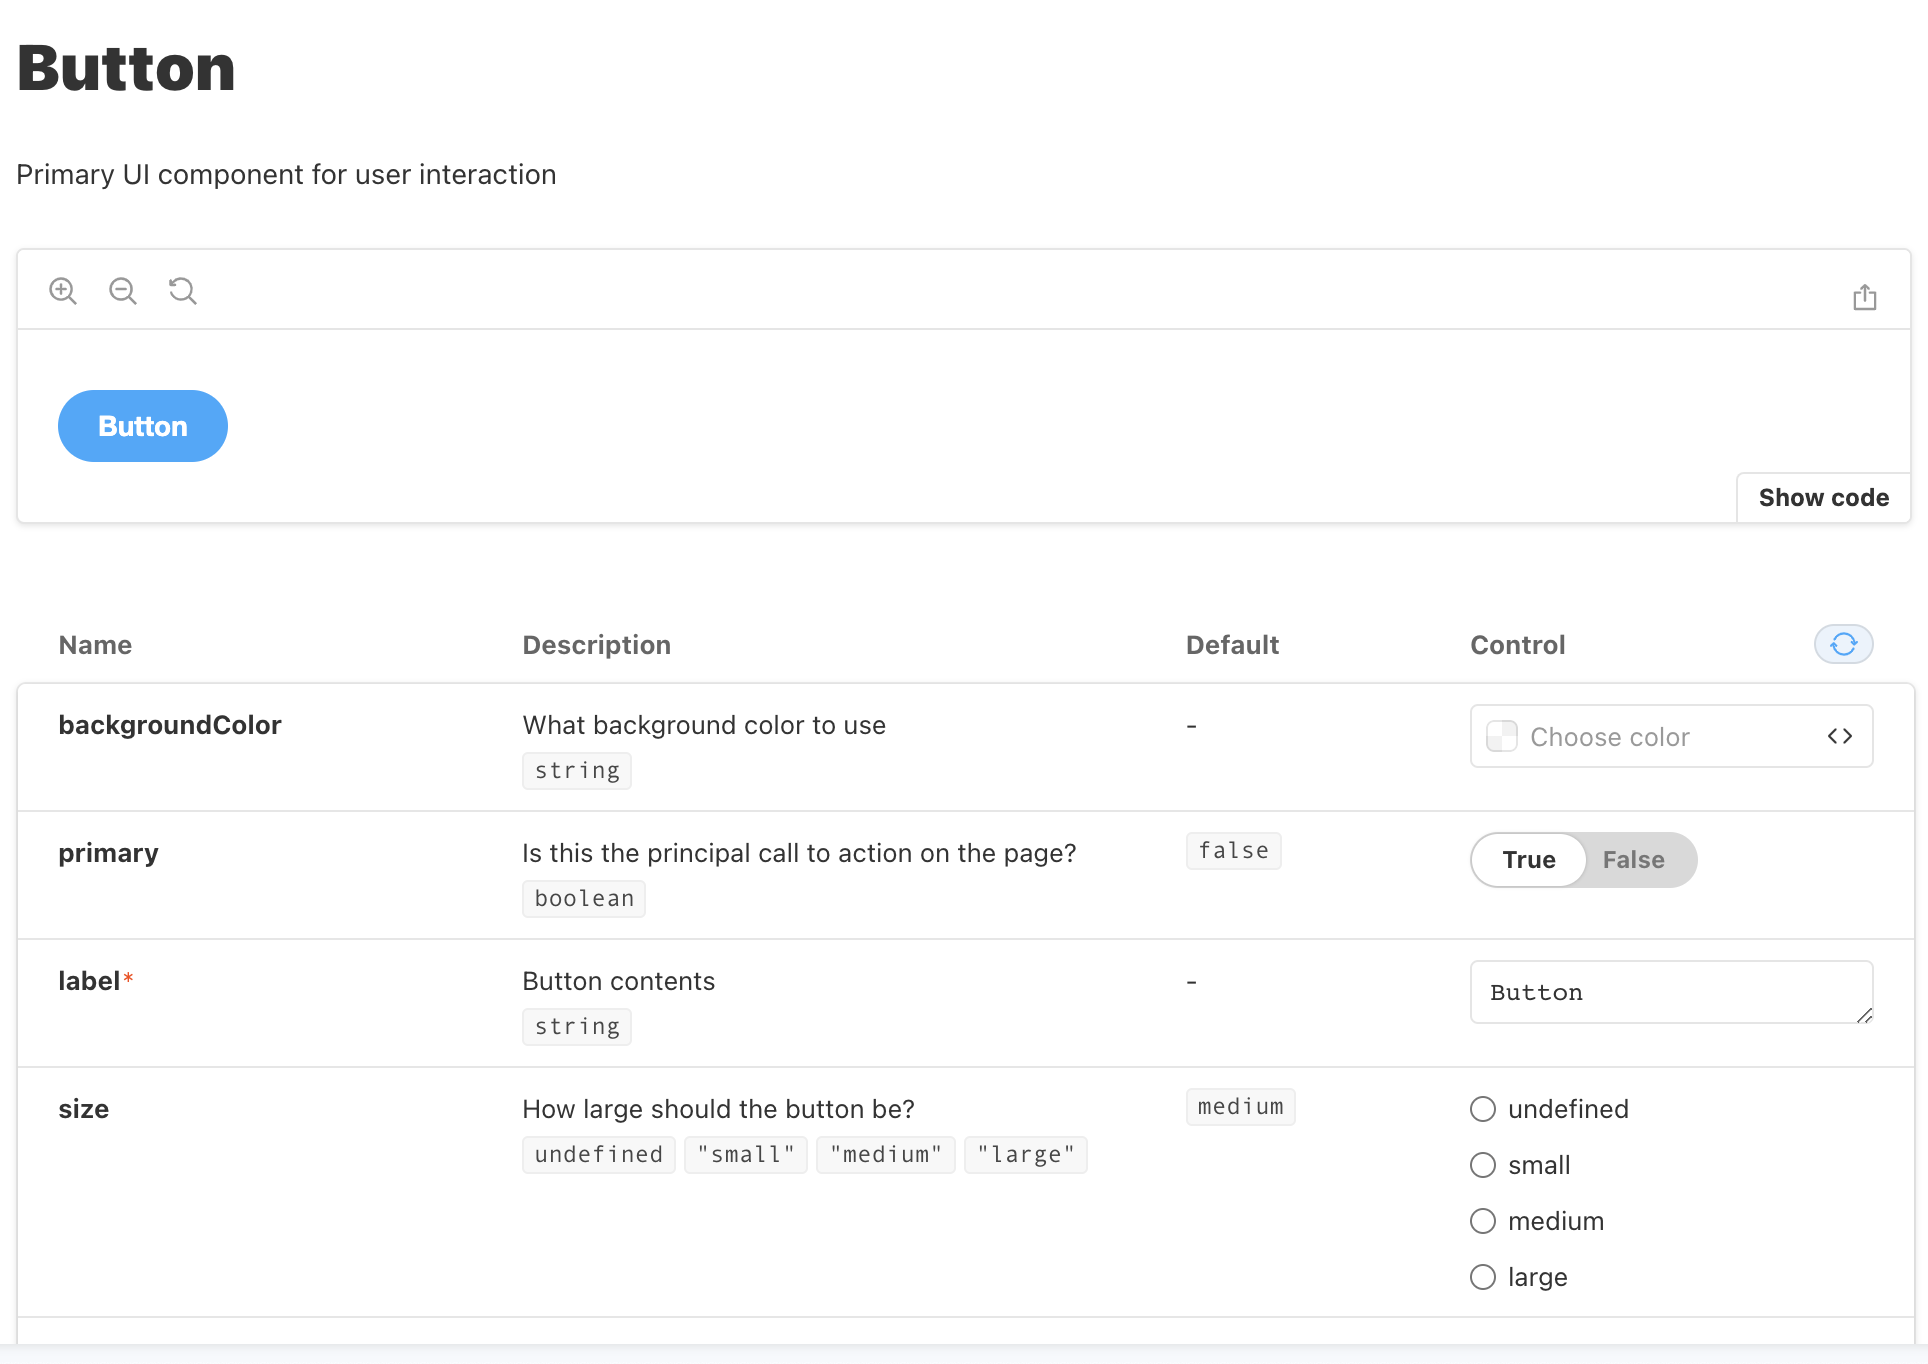 Button
Primary UI component for user interaction
Button
Show code
Name Description Default Control
backgroundColor What background color to use - Choose color
string
primary Is this the principal call to action on the page? false True False
boolean
label* Button contents - Button
string
size How large should the button be? medium undefined
undefined "small" "medium" "large"
small
medium
large